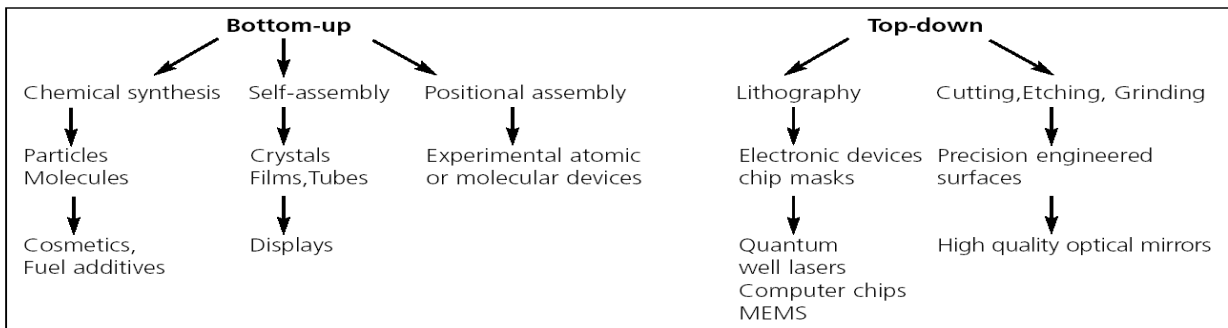 Bottom-up
Top-down
Chemical synthesis
Self-assembly
Positional assembly
Lithography
Cutting,Etching, Grinding
Particles
Molecules
Crystals
Films,Tubes
Experimental atomic
or molecular devices
Electronic devices
chip masks
Precision engineered
surfaces
Cosmetics,
Fuel additives
Displays
Quantum
well lasers
Computer chips
MEMS
High quality optical mirrors